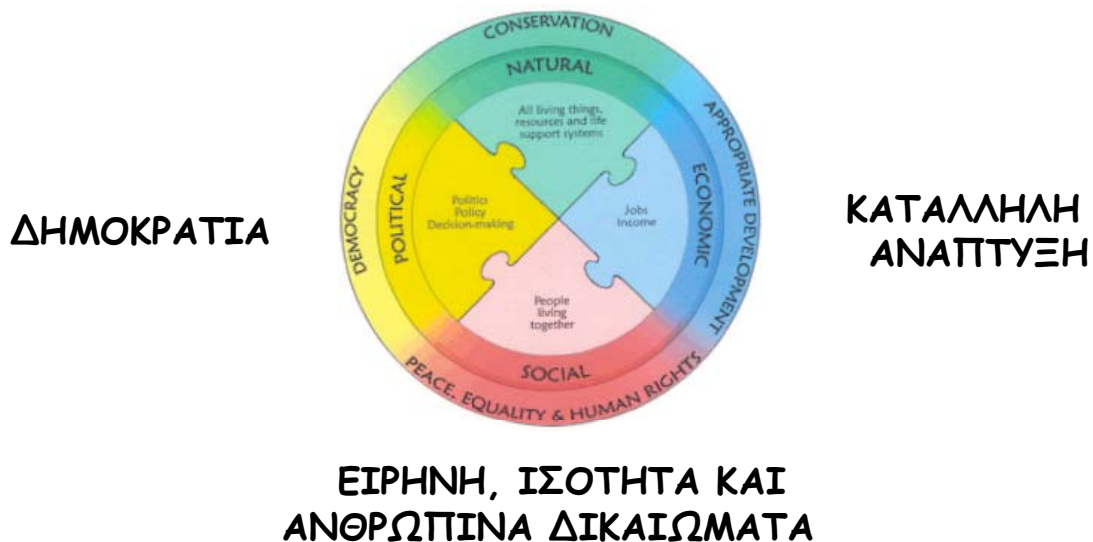 CONSERVATION
NATURAL
All living things,
resources and life
support systems
DEMOCRACY
POLITICAL
Politics
Policy
Decision-making
Jobs
Income
ECONOMIC
APPROPRIATE DEVELOPMENT
ΔΗΜΟΚΡΑΤΙΑ
ΚΑΤΑΛΛΗΛΗ
ΑΝΑΠΤΥΞΗ
People
living
together
SOCIAL
PEACE, EQUALITY & HUMAN RIGHTS
ΕΙΡΗΝΗ, ΙΣΟΤΗΤΑ ΚΑΙ
ΑΝΘΡΩΠΙΝΑ ΔΙΚΑΙΩΜΑΤΑ